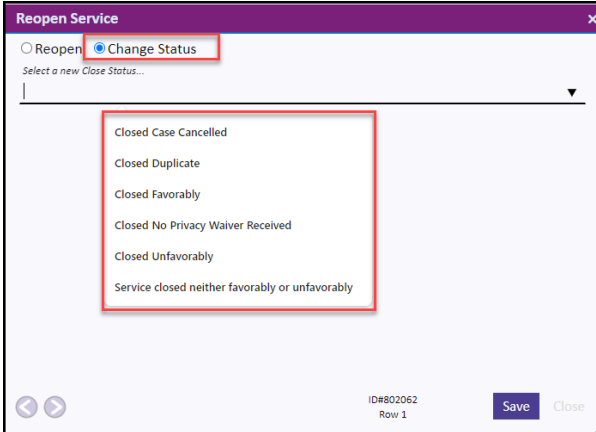 Reopen Service
Reopen Change Status
Select a new Close Status...
Closed Case Cancelled
Closed Duplicate
Closed Favorably
Closed No Privacy Waiver Received
Closed Unfavorably
Service closed neither favorably or unfavorably
ID#802062
Row 1
Save Close